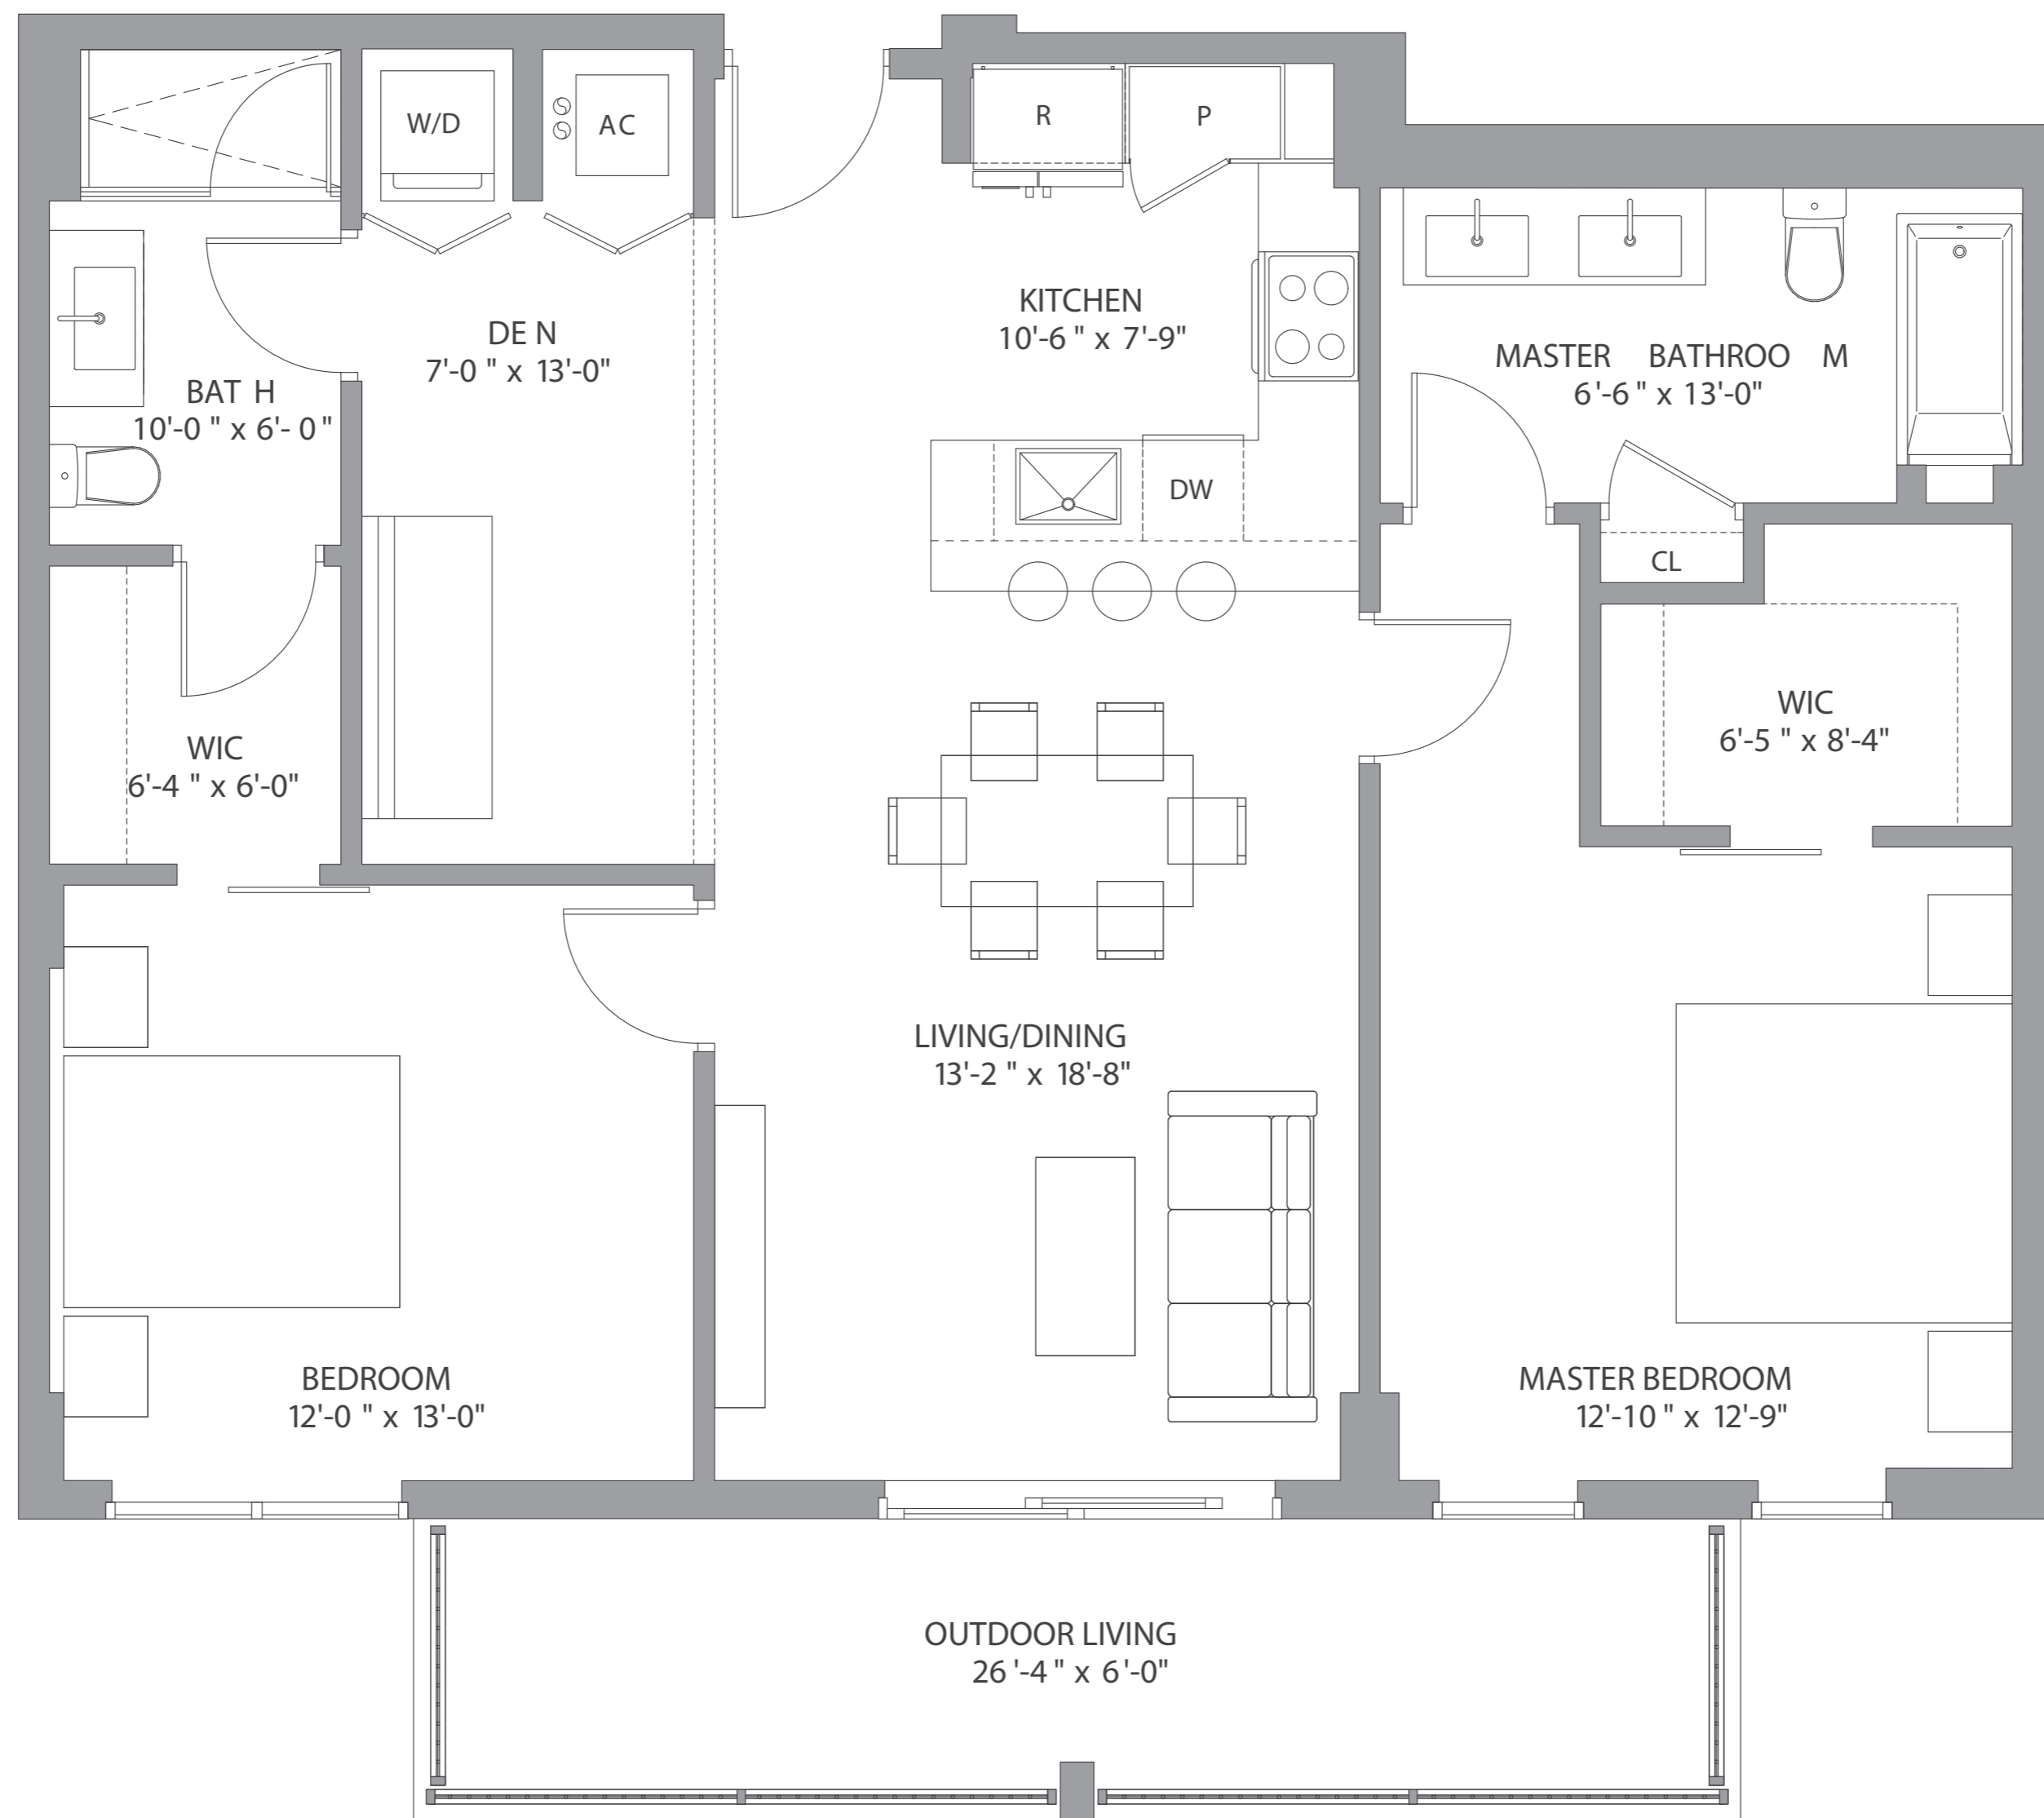 W/D
AC
R
P
KITCHEN
10'-6 " x 7'-9"
DE N
7'-0 " x 13'-0"
MASTER BATHROO M
6'-6 " x 13'-0"
BAT H
10'-0 " x 6'- 0 "
DW
CL
WIC
6'-5 " x 8'-4"
WIC
6'-4 " x 6'-0"
LIVING/DINING
13'-2 " x 18'-8"
BEDROOM
12'-0 " x 13'-0"
MASTER BEDROOM
12'-10 " x 12'-9"
OUTDOOR LIVING
26 '-4 " x 6 '-0"